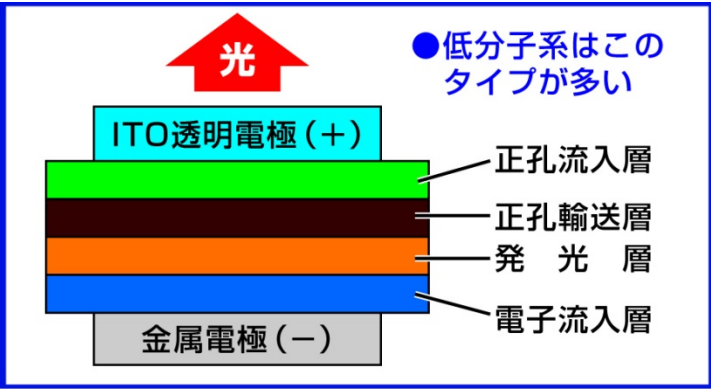 光
●低分子系はこの
タイプが多い
ITO透明電極(＋)
正孔流入層
正孔輸送層
発　光　層
電子流入層
金属電極(－)